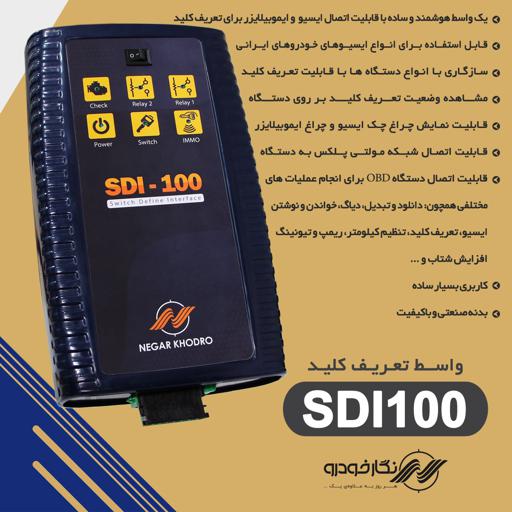 یک واسط هوشمند و ساده با قابلیت اتصال ایسیو و ایموبیلایزر برای تعریف کلید
قابل استفاده برای انواع ایسیوهای خودروهای ایرانی
سازگاری با انواع دستگاه ها با قابلیت تعریف کلید
مشاهده وضعیت تعریف کلید بر روی دستگاه
قابلیت نمایش چراغ چک ایسیو و چراغ ایموبیلایزر
قابلیت اتصال شبکه مولتی پلکس به دستگاه
قابلیت اتصال دستگاه OBD برای انجام عملیات های
مختلفی همچون: دانلود و تبدیل، دیاگ، خواندن و نوشتن
ایسیو، تعریف کلید، تنظیم کیلومتر، ریمپ و تیونینگ
افزایش شتاب و ...
کاربری بسیار ساده
بدنه صنعتی و باکیفیت
Check Relay 2 Relay 1
Power Switch IMMO
SDI - 100
Switch Define Interface
NEGAR KHODRO
واسط تعریف کلید
SDI100
نگار خودرو
هر روز به علاوه‌ی یک ...